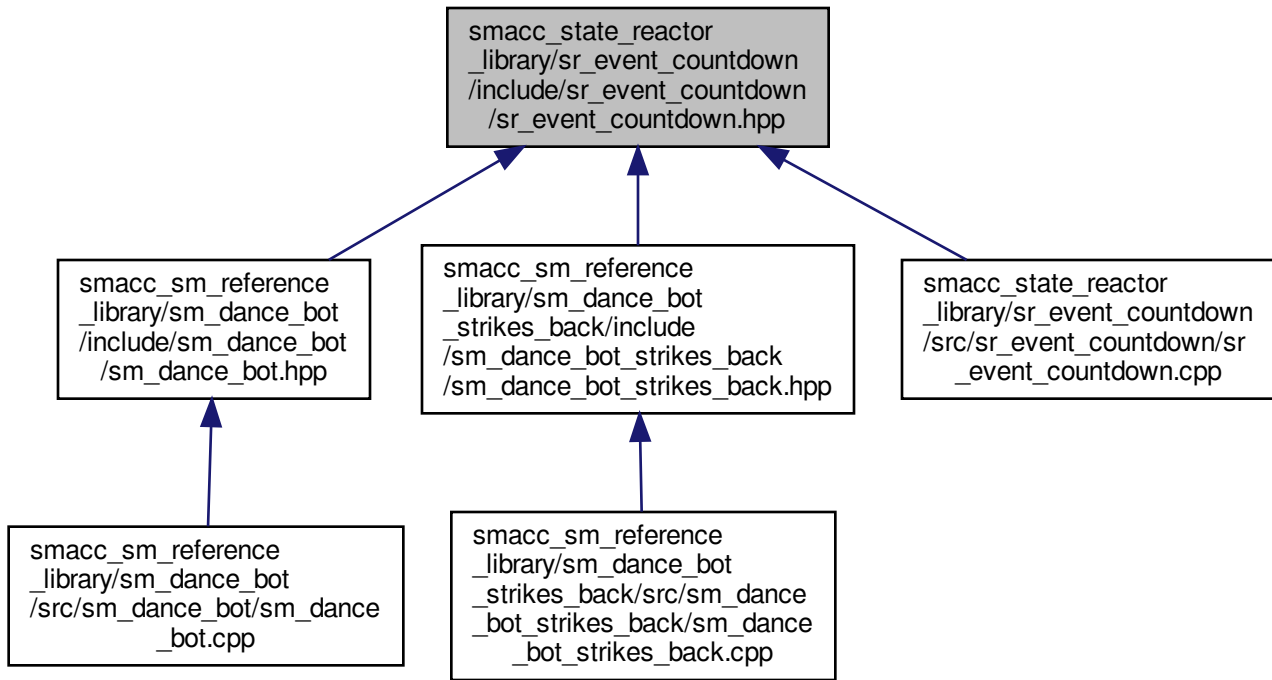 smacc_state_reactor
_library/sr_event_countdown
/include/sr_event_countdown
/sr_event_countdown.hpp
smacc_sm_reference
_library/sm_dance_bot
/include/sm_dance_bot
/sm_dance_bot.hpp
smacc_sm_reference
_library/sm_dance_bot
_strikes_back/include
/sm_dance_bot_strikes_back
/sm_dance_bot_strikes_back.hpp
smacc_state_reactor
_library/sr_event_countdown
/src/sr_event_countdown/sr
_event_countdown.cpp
smacc_sm_reference
_library/sm_dance_bot
/src/sm_dance_bot/sm_dance
_bot.cpp
smacc_sm_reference
_library/sm_dance_bot
_strikes_back/src/sm_dance
_bot_strikes_back/sm_dance
_bot_strikes_back.cpp